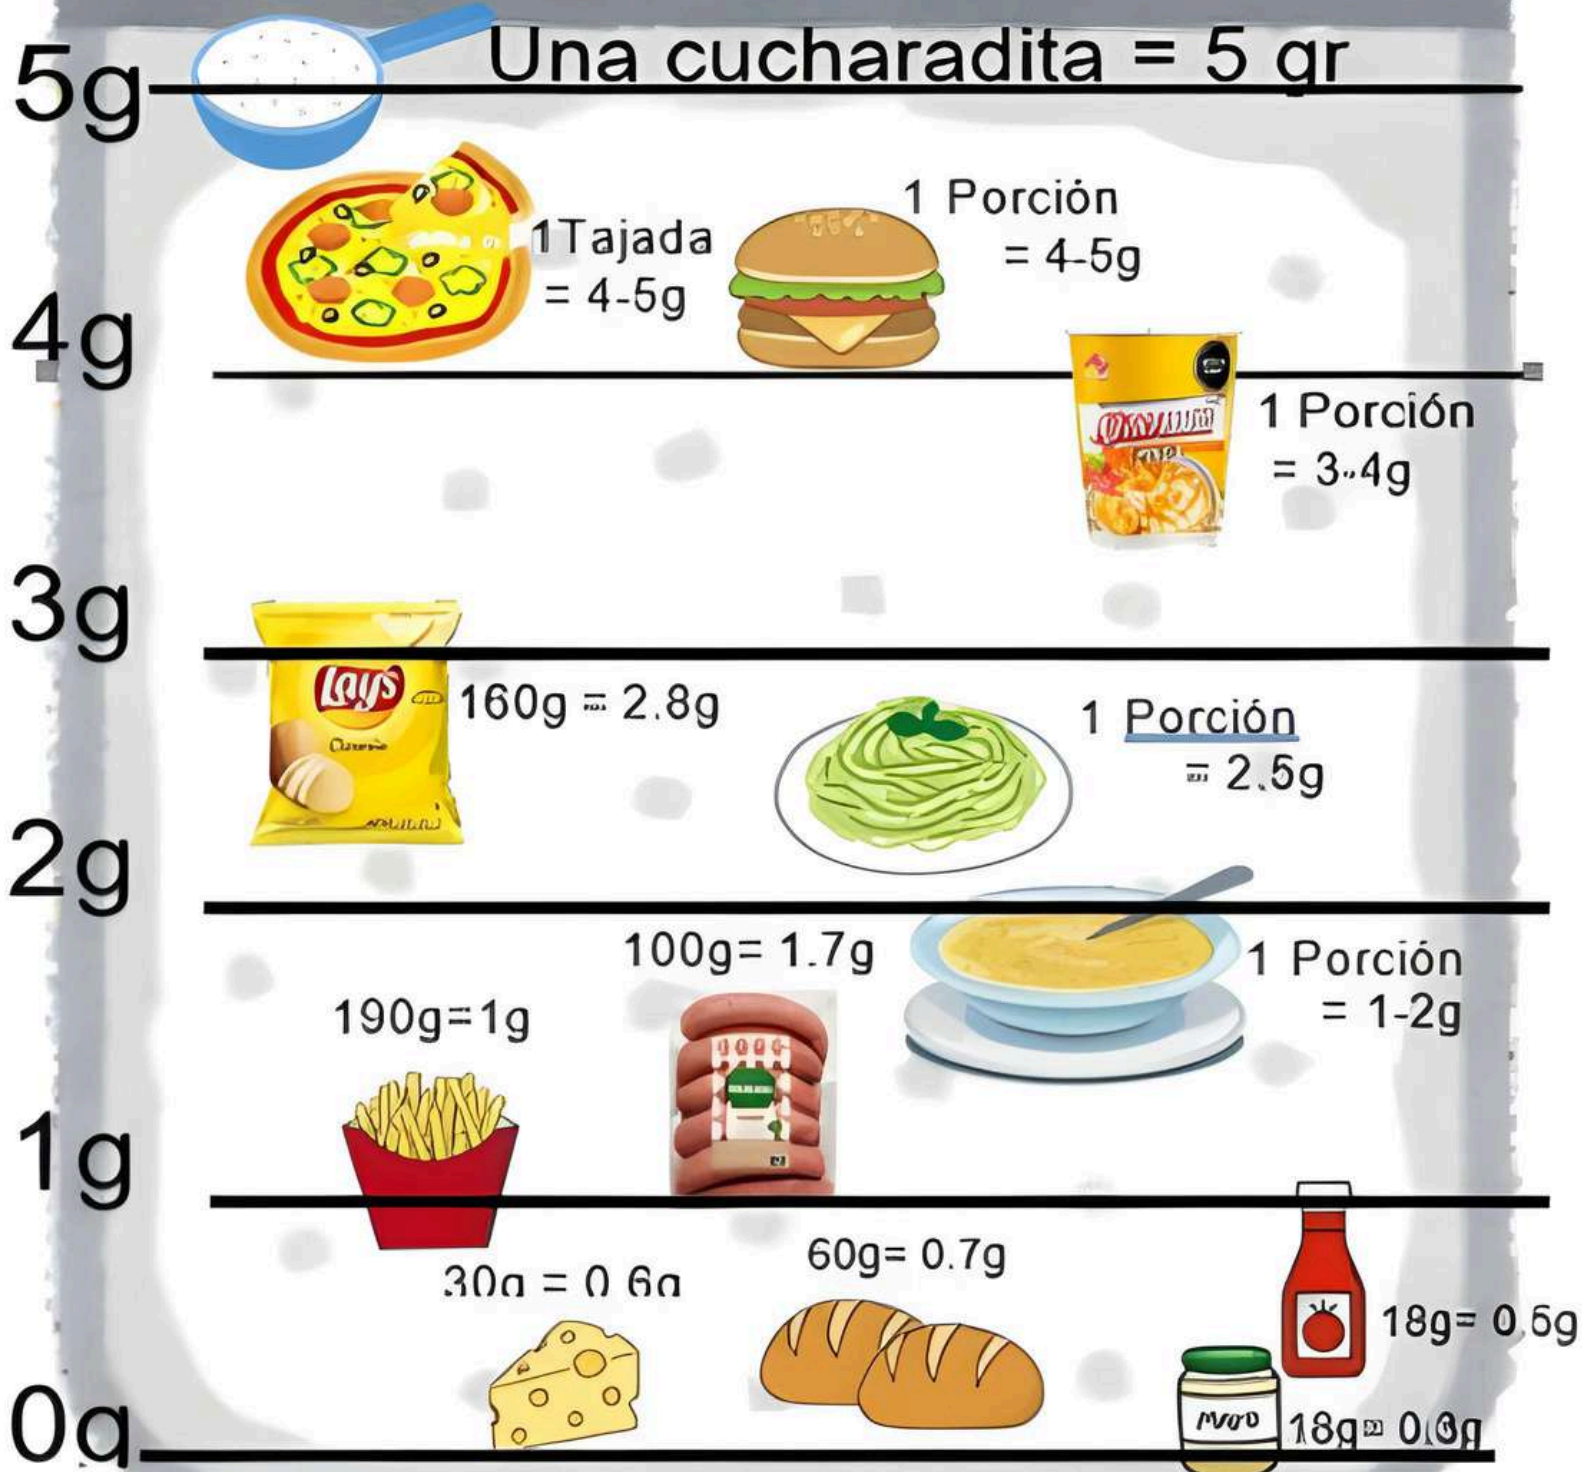 5g
Una cucharadita = 5 gr
1 Porción
= 4-5g
1Tajada
= 4-5g
4g
1 Porción
= 3..4g
3g
Lays
160g = 2.8g
1 Porción
= 2.5g
2g
100g= 1.7g
1 Porción
= 1-2g
190g=1g
1g
60g= 0.7g
30g = 0 6g
18g=
0g
18g=